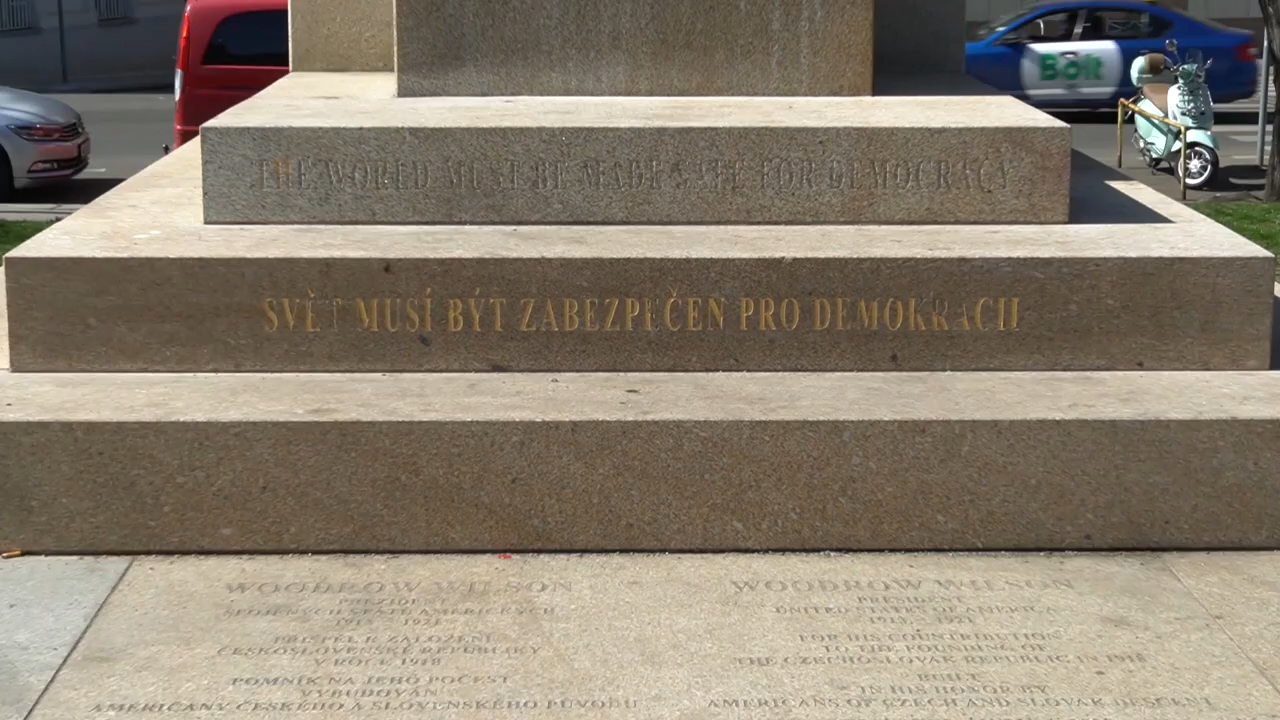 Bolt
THE WORLD MUST BE MADE SAFE FOR DEMOCRACY
SVĚT MUSÍ BÝT ZABEZPEČEN PRO DEMOKRACII
WOODROW WILSON
PREZIDENT
SPOJENÝCH STÁTŮ AMERICKÝCH
1913 - 1921
PŘISPĚL K ZALOŽENÍ
ČESKOSLOVENSKÉ REPUBLIKY
V ROCE 1918
POMNÍK NA JEHO POČEST
VYBUDOVÁN
AMERIČANY ČESKÉHO A SLOVENSKÉHO PŮVODU
WOODROW WILSON
PRESIDENT
UNITED STATES OF AMERICA
1913 - 1921
FOR HIS COUNTRIBUTION
TO THE FOUNDING OF
THE CZECHOSLOVAK REPUBLIC IN 1918
BUILT
IN HIS HONOR BY
AMERICANS OF CZECH AND SLOVAK DESCENT